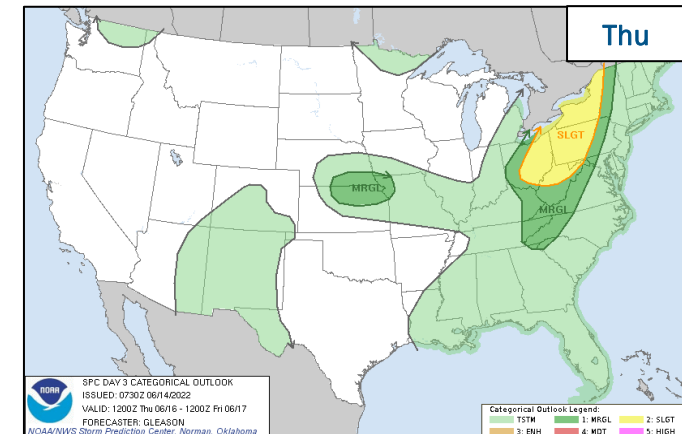 Thu
SLGT
MRGL
MRGL
NOAA
SPC DAY 3 CATEGORICAL OUTLOOK
ISSUED: 0730Z 06/14/2022
VALID: 1200Z Thu 06/16 - 1200Z Fri 06/17
FORECASTER: GLEASON
NOAA/NWS Storm Prediction Center, Norman, Oklahoma
Categorical Outlook Legend:
TSTM 1: MRGL 2: SLGT
3: ENH 4: MDT 5: HIGH